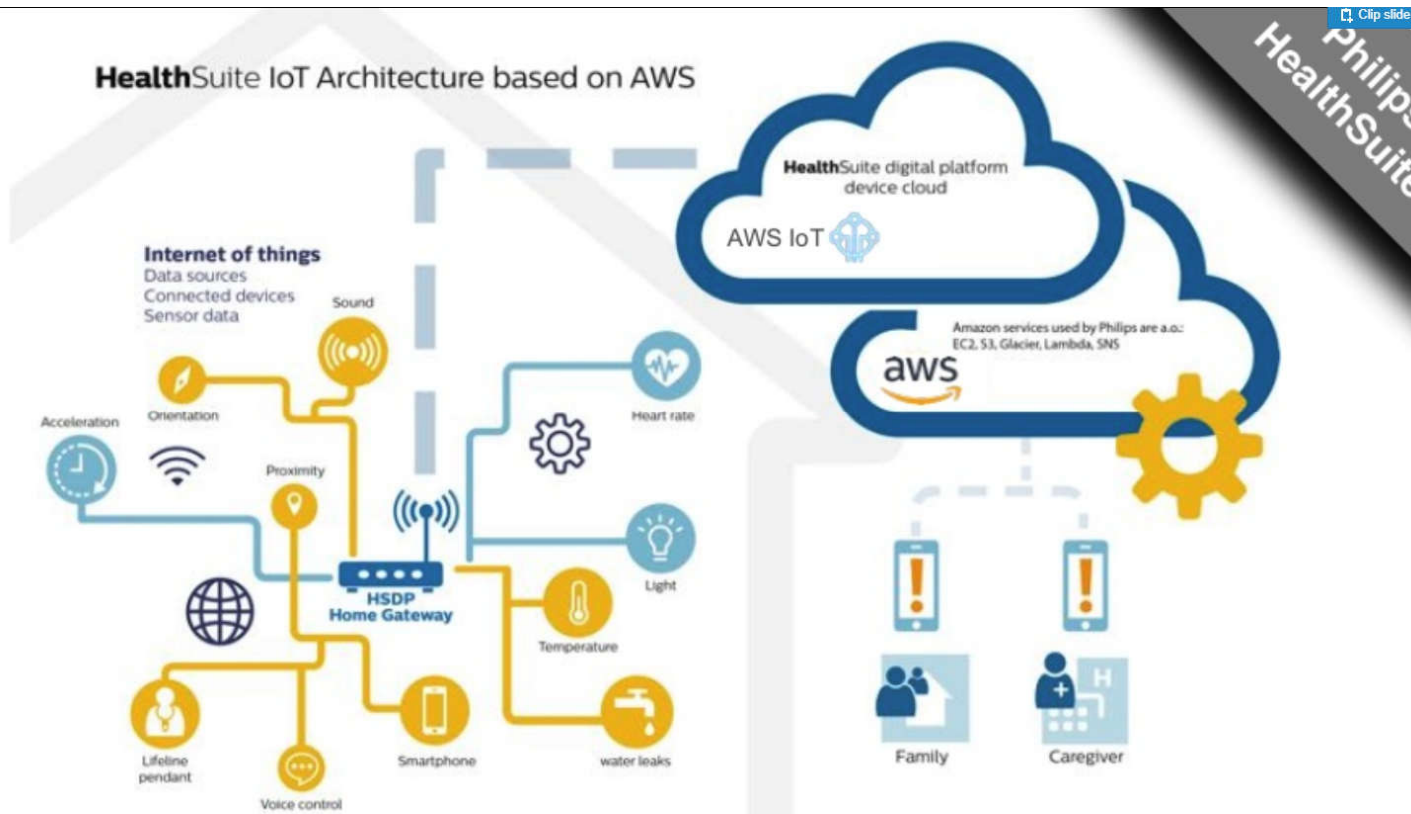 Clip slide
Philips
HealthSuite
HealthSuite IoT Architecture based on AWS
HealthSuite digital platform
device cloud
AWS IoT
Amazon services used by Philips are a.o.:
EC2, S3, Glacier, Lambda, SNS
aws
Internet of things
Data sources
Connected devices
Sensor data
Sound
Orientation
Acceleration
Proximity
Heart rate
Light
HSDP
Home Gateway
Temperature
Lifeline
pendant
Voice control
Smartphone
water leaks
H
Family
Caregiver